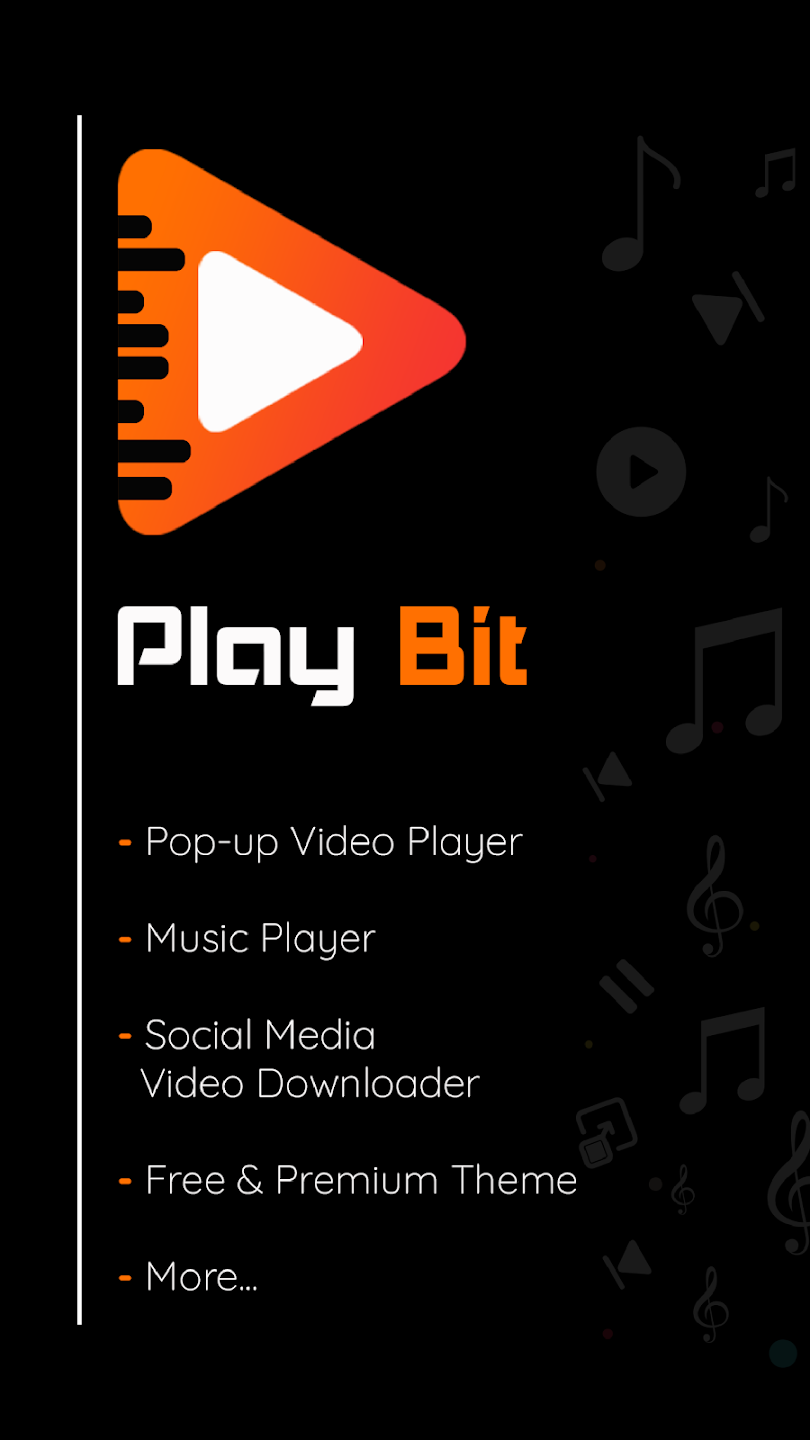 Play Bit
- Pop-up Video Player
- Music Player
- Social Media
Video Downloader
- Free & Premium Theme
- More...